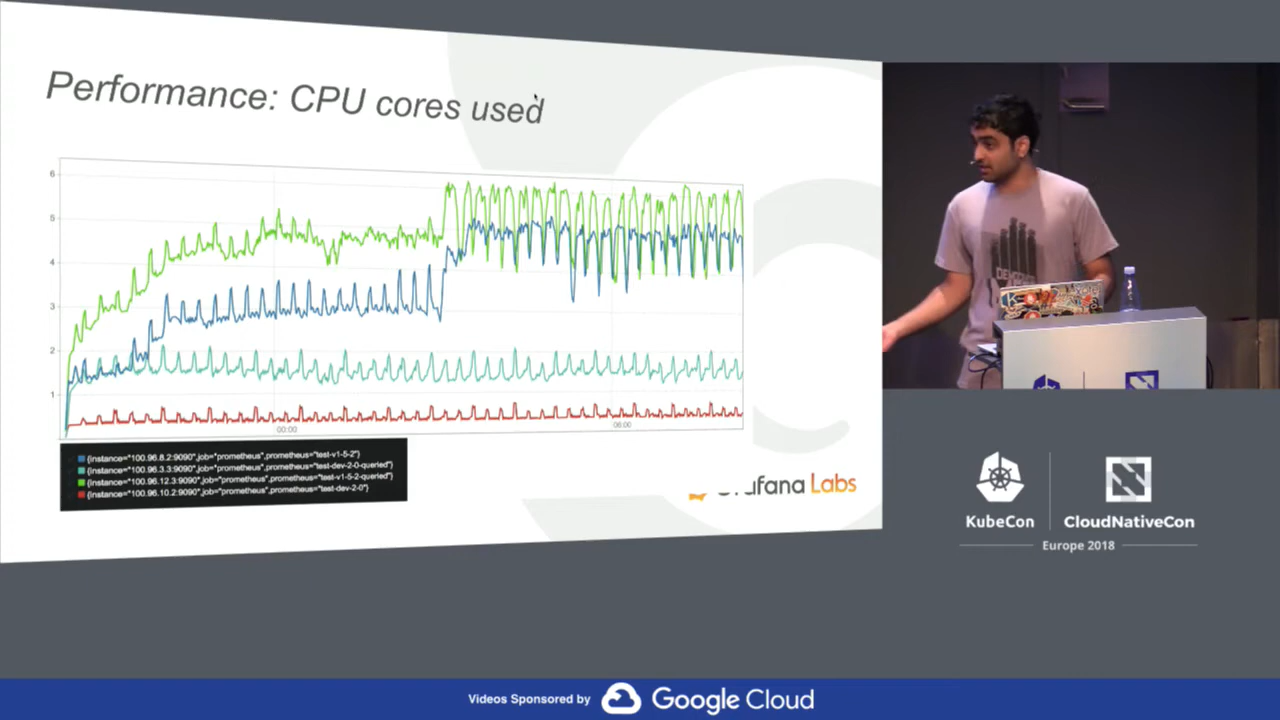 Performance: CPU cores used
6
5
4
3
2
1
00:00
06:00
{instance="100.96.8.2:9090",job="prometheus",prometheus="test-v1-5-2"}
{instance="100.96.3.3:9090",job="prometheus",prometheus="test-dev-2-0-queried"}
{instance="100.96.12.3:9090",job="prometheus",prometheus="test-v1-5-2-queried"}
{instance="100.96.10.2:9090",job="prometheus",prometheus="test-dev-2-0"}
Grafana Labs
KubeCon
CloudNativeCon
Europe 2018
Videos Sponsored by Google Cloud